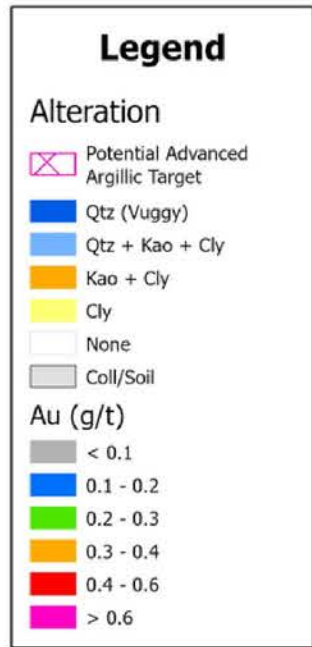 Legend
Alteration
Potential Advanced
Argillic Target
Qtz (Vuggy)
Qtz + Kao + Cly
Kao + Cly
Cly
None
Coll/Soil
Au (g/t)
< 0.1
0.1 - 0.2
0.2 - 0.3
0.3 - 0.4
0.4 - 0.6
> 0.6